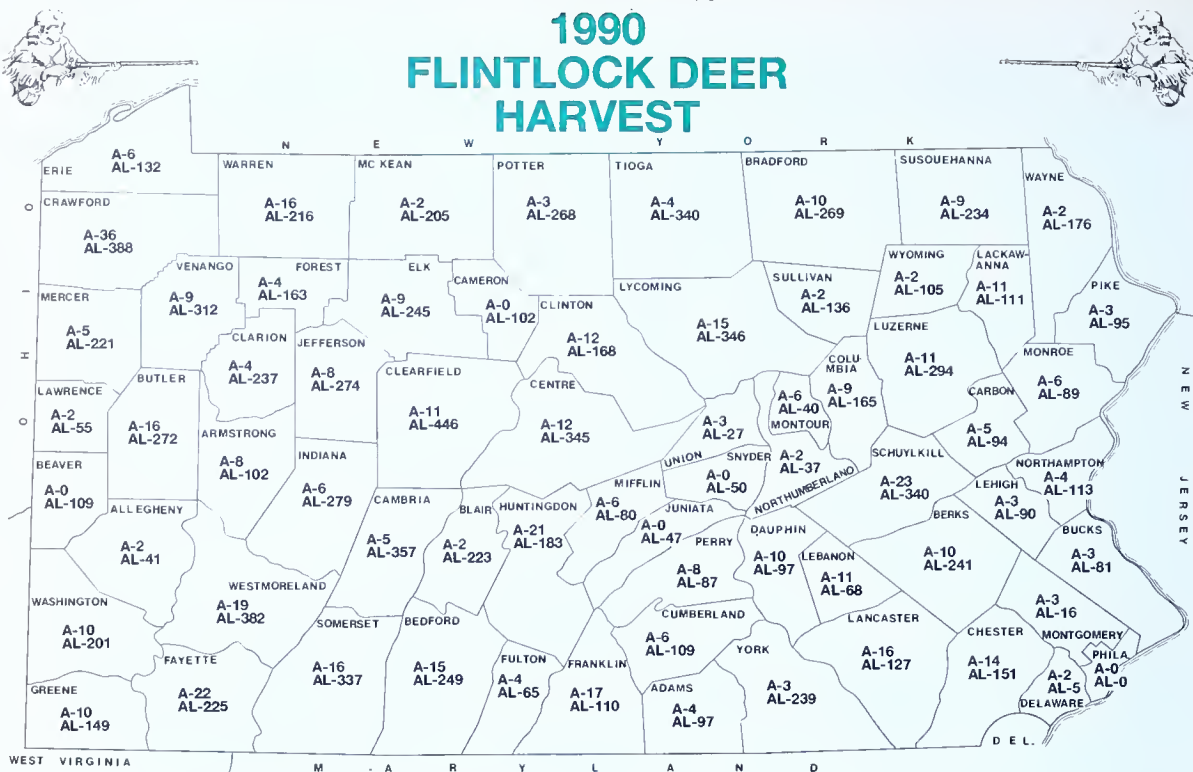 1990
FLINTLOCK DEER
HARVEST
N E W Y O R K
ERIE
A-6
AL-132
WARREN
A-16
AL-216
MC KEAN
A-2
AL-205
POTTER
A-3
AL-268
TIOGA
A-4
AL-340
BRADFORD
A-10
AL-269
SUSOUEHANNA
A-9
AL-234
WAYNE
A-2
AL-176
CRAWFORD
A-36
AL-388
VENANGO
A-9
AL-312
FOREST
A-4
AL-163
ELK
A-9
AL-245
CAMERON
A-0
AL-102
CLINTON
A-12
AL-168
LYCOMING
A-15
AL-346
SULLIVAN
A-2
AL-136
WYOMING
A-2
AL-105
LACKAW-
ANNA
A-11
AL-111
PIKE
A-3
AL-95
O H I O
MERCER
A-5
AL-221
CLARION
A-4
AL-237
JEFFERSON
A-8
AL-274
CLEARFIELD
A-11
AL-446
CENTRE
A-12
AL-345
COLU-
MBIA
A-9
AL-165
LUZERNE
A-11
AL-294
MONROE
A-6
AL-89
LAWRENCE
A-2
AL-55
BUTLER
A-16
AL-272
ARMSTRONG
A-8
AL-102
INDIANA
A-6
AL-279
A-3
AL-27
UNION
A-6
AL-40
MONTOUR
CARBON
A-5
AL-94
N E W J E R S E Y
BEAVER
A-0
AL-109
SNYDER
A-0
AL-50
A-2
AL-37
NORTHUMBERLAND
SCHUYLKILL
A-23
AL-340
NORTHAMPTON
A-4
AL-113
LEHIGH
A-3
AL-90
ALLEGHENY
A-2
AL-41
CAMBRIA
A-5
AL-357
BLAIR
A-2
AL-223
HUNTINGDON
A-21
AL-183
MIFFLIN
A-6
AL-80
JUNIATA
A-0
AL-47
PERRY
A-8
AL-87
DAUPHIN
A-10
AL-97
LEBANON
A-11
AL-68
BERKS
A-10
AL-241
BUCKS
A-3
AL-81
WASHINGTON
A-10
AL-201
WESTMORELAND
A-19
AL-382
SOMERSET
A-16
AL-337
BEDFORD
A-15
AL-249
FULTON
A-4
AL-65
FRANKLIN
A-17
AL-110
CUMBERLAND
A-6
AL-109
ADAMS
A-4
AL-97
YORK
A-3
AL-239
LANCASTER
A-16
AL-127
CHESTER
A-14
AL-151
A-3
AL-16
MONTGOMERY
PHILA
A-0
AL-0
A-2
AL-5
DELAWARE
GREENE
A-10
AL-149
FAYETTE
A-22
AL-225
DEL.
WEST VIRGINIA
M A R Y L A N D